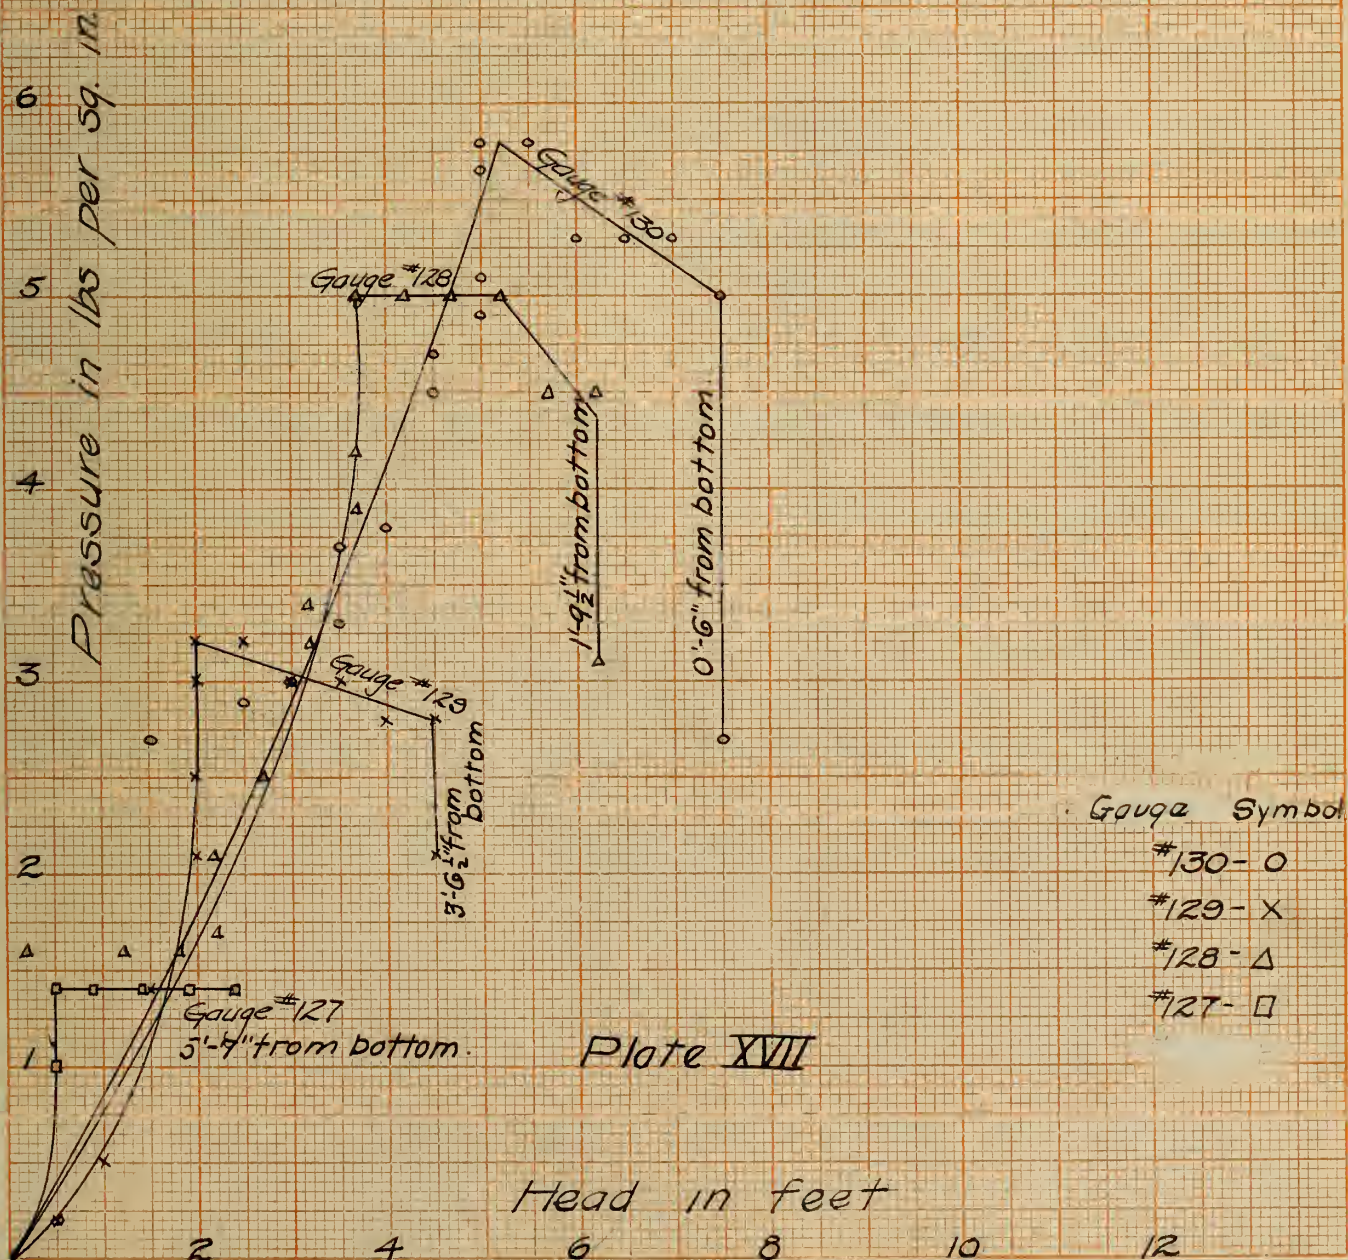 Pressure in lbs per sq. in
6
5
4
3
2
1
Gauge #130
Gauge #128
1'-9½" from bottom
0'-6" from bottom
Gauge #129
3'-6½" from
bottom
Gauge Symbol
#130 - O
#129 - X
#128 - △
#127 - □
Gauge #127
5'-4" from bottom.
Plate XVII
Head in feet
2 4 6 8 10 12